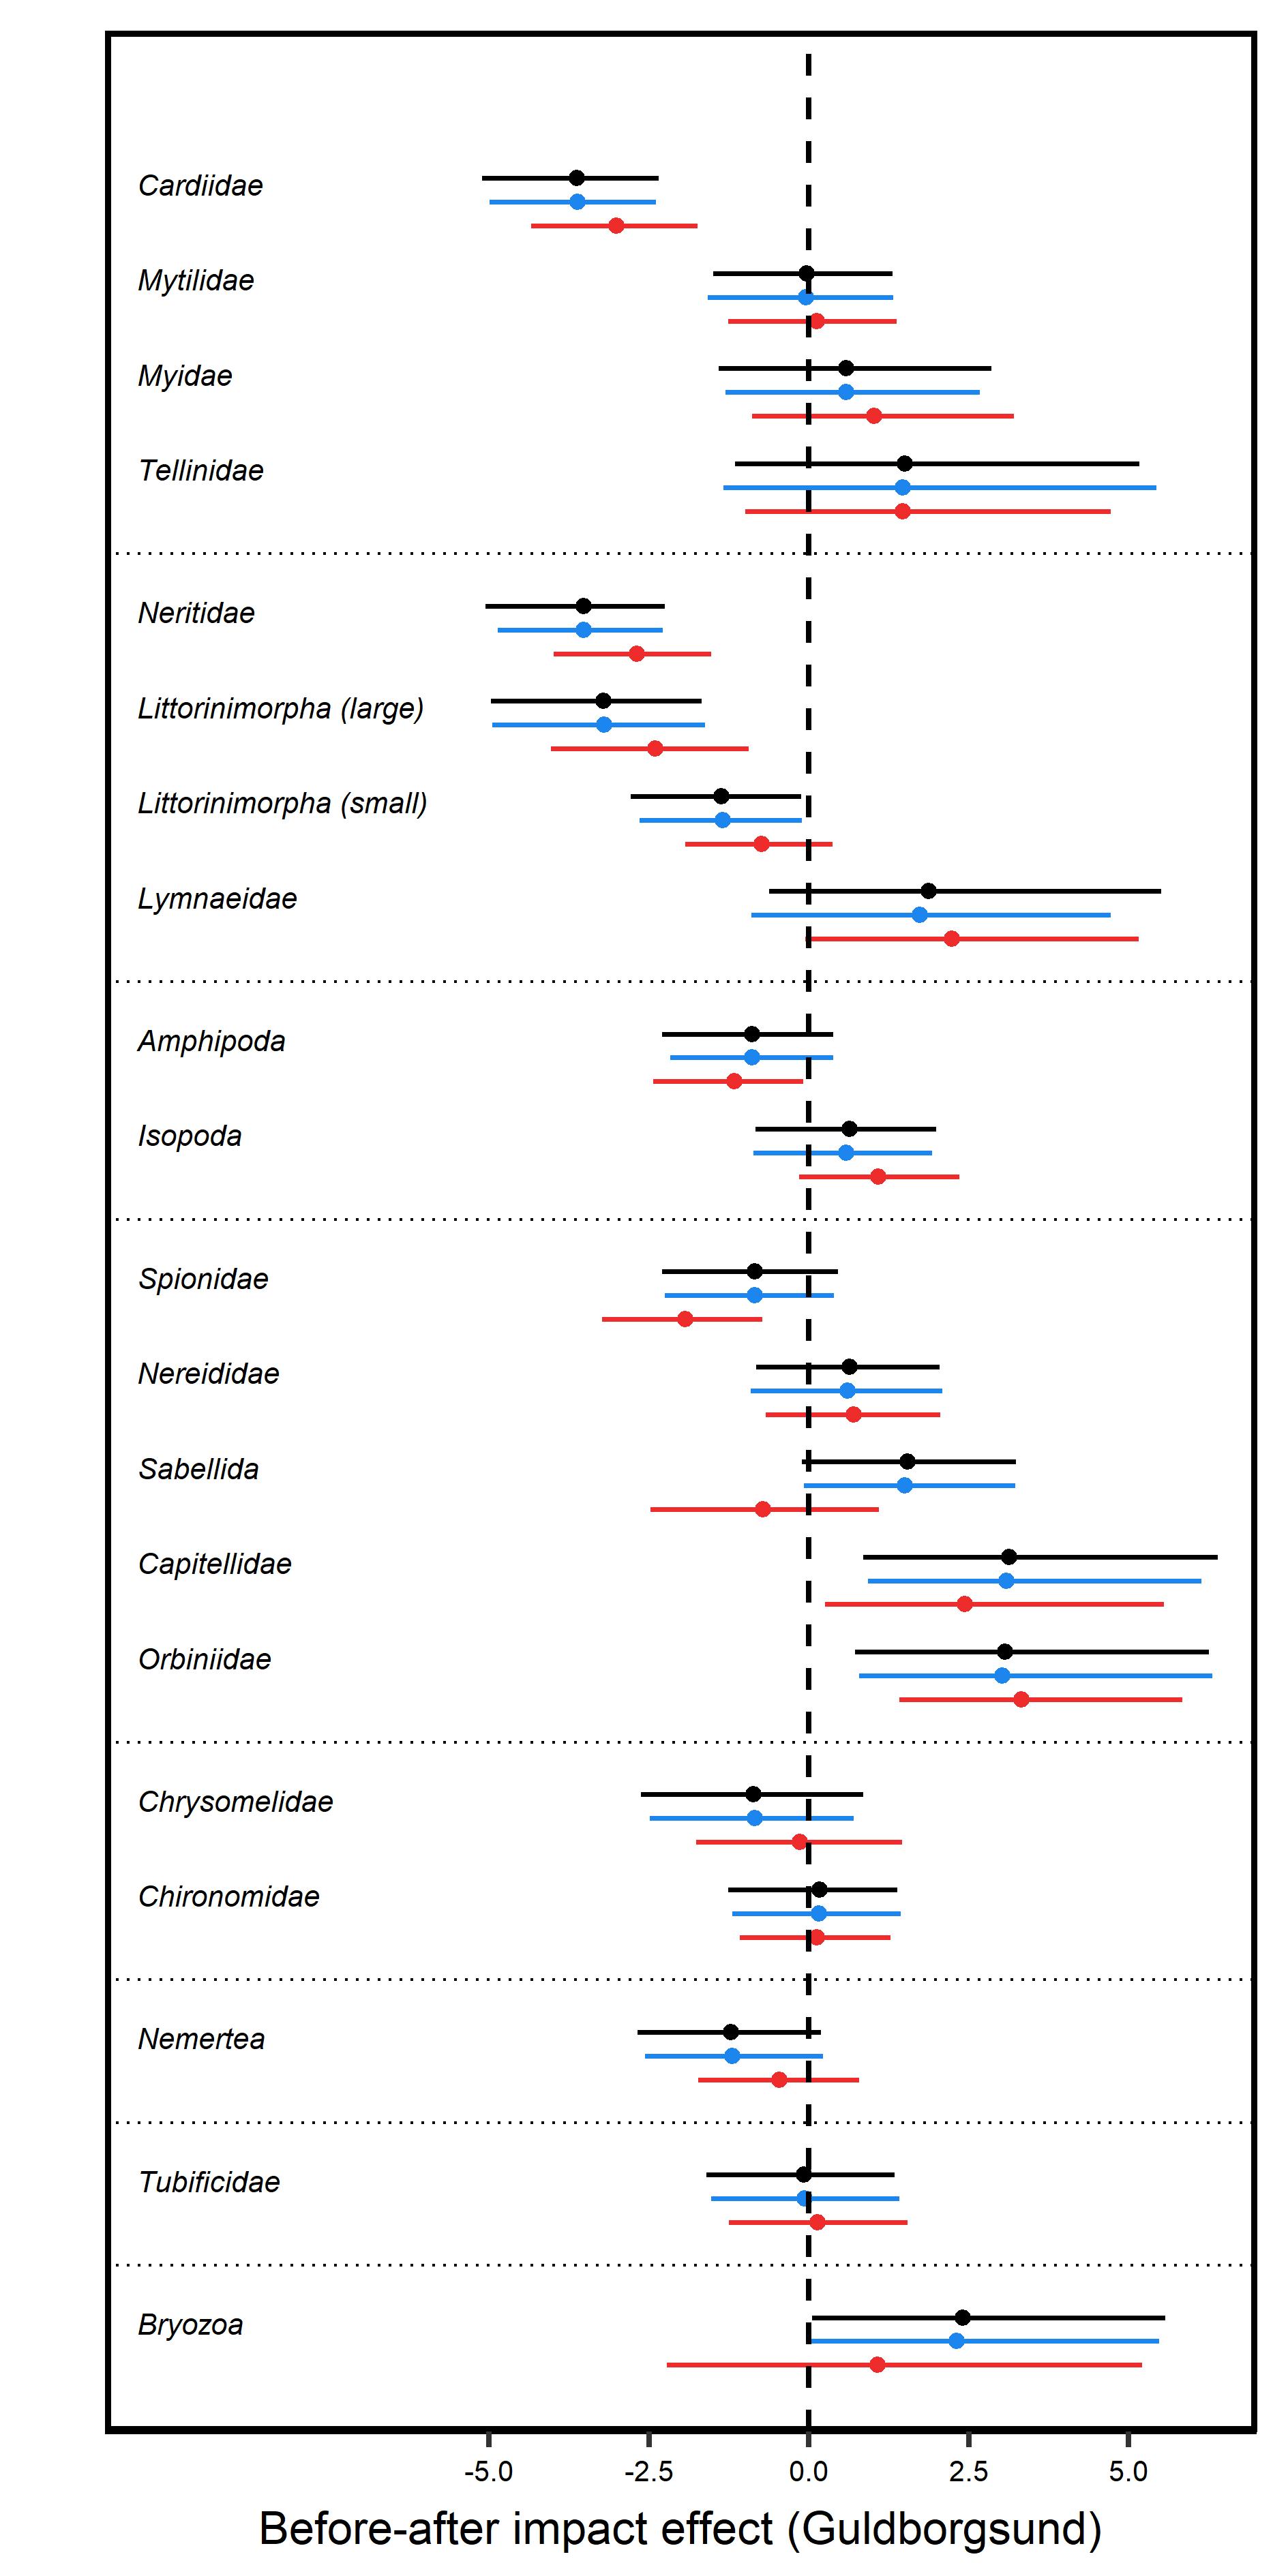 Cardiidae
Mytilidae
Myidae
Tellinidae
Neritidae
Littorinimorpha (large)
Littorinimorpha (small)
Lymnaeidae
Amphipoda
Isopoda
Spionidae
Nereididae
Sabellida
Capitellidae
Orbiniidae
Chrysomelidae
Chironomidae
Nemertea
Tubificidae
Bryozoa
-5.0 -2.5 0.0 2.5 5.0
Before-after impact effect (Guldborgsund)